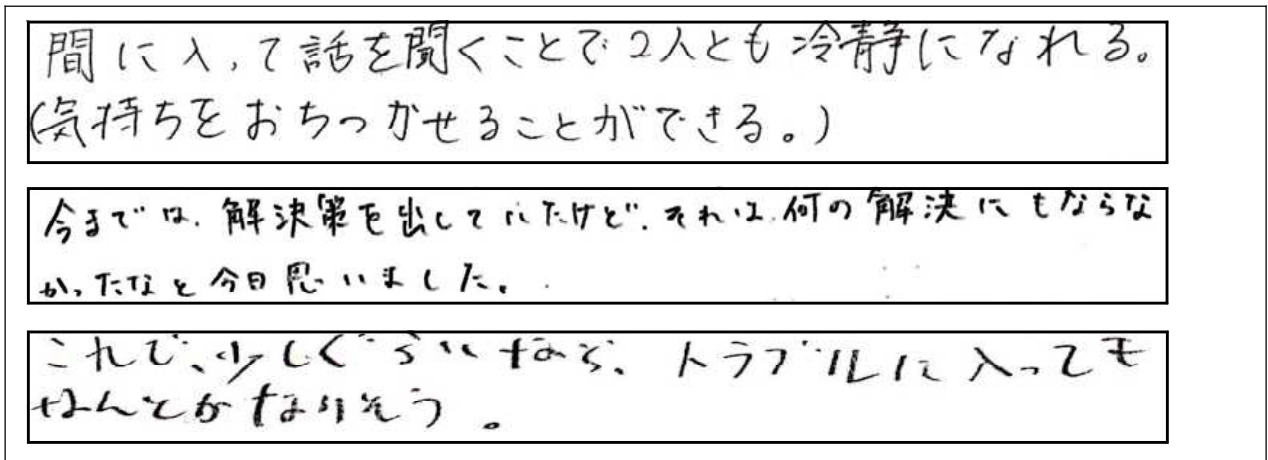 間に入って話を聞くことで2人とも冷静になれる。
(気持ちをおちつかせることができる。)
今までは、解決策を出していたけど、それは、何の解決にもならな
かったなと今日思いました。
これで、少しぐらいなら、トラブルに入っても
なんとかなりそう。